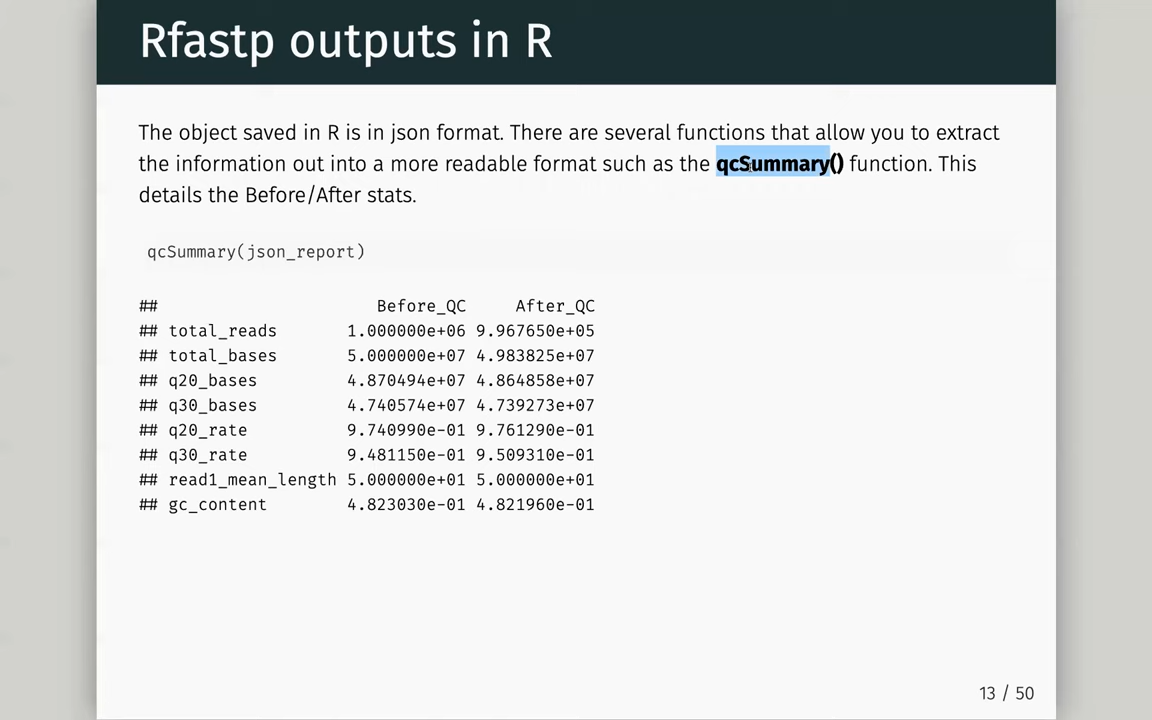 Rfastp outputs in R
The object saved in R is in json format. There are several functions that allow you to extract
the information out into a more readable format such as the qcSummary() function. This
details the Before/After stats.
qcSummary(json_report)
## Before_QC After_QC
## total_reads 1.000000e+06 9.967650e+05
## total_bases 5.000000e+07 4.983825e+07
## q20_bases 4.870494e+07 4.864858e+07
## q30_bases 4.740574e+07 4.739273e+07
## q20_rate 9.740990e-01 9.761290e-01
## q30_rate 9.481150e-01 9.509310e-01
## read1_mean_length 5.000000e+01 5.000000e+01
## gc_content 4.823030e-01 4.821960e-01
13 / 50